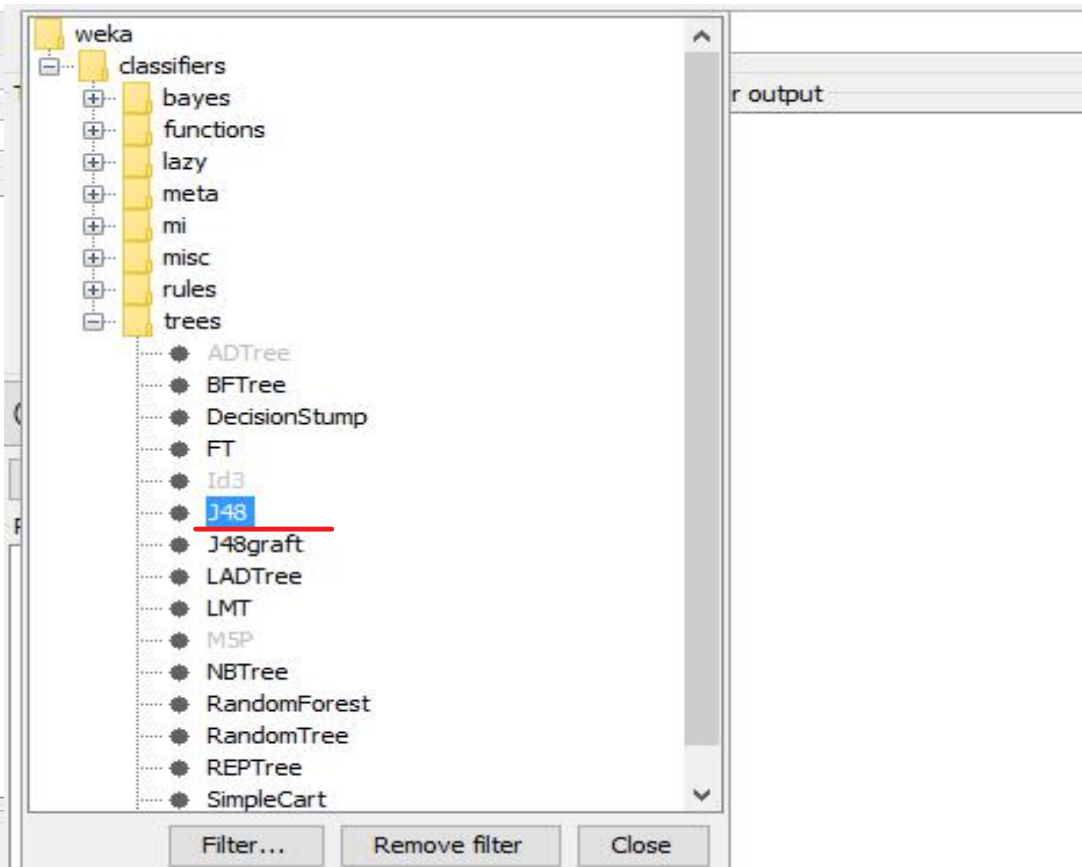 weka
classifiers
bayes
r output
functions
lazy
meta
mi
misc
rules
trees
ADTree
BFTree
DecisionStump
FT
Id3
J48
J48graft
LADTree
LMT
M5P
NBTree
RandomForest
RandomTree
REPTree
SimpleCart
Filter... Remove filter Close